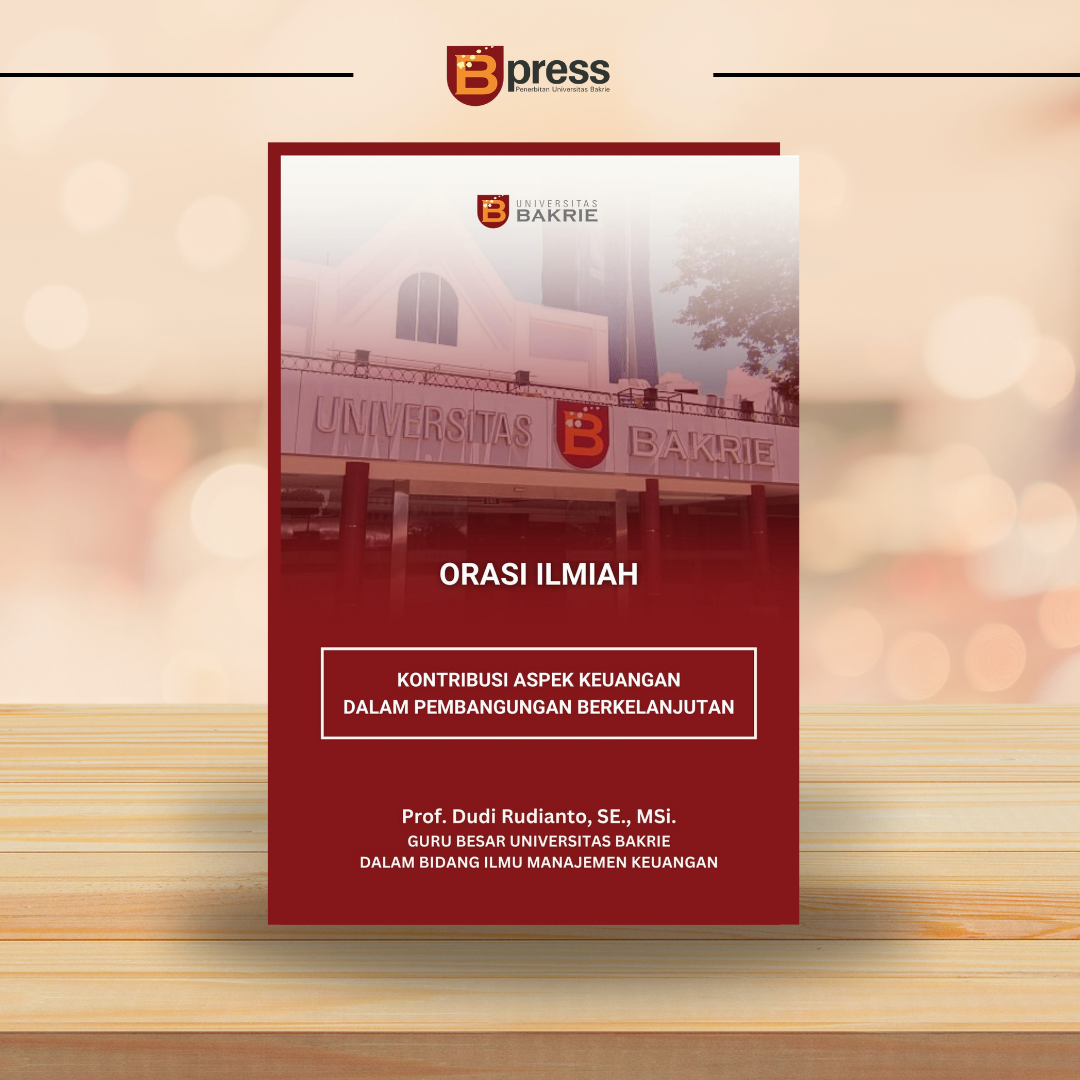 Bpress
Penerbitan Universitas Bakrie
UNIVERSITAS
BAKRIE
UNIVERSITAS B BAKRIE
ORASI ILMIAH
KONTRIBUSI ASPEK KEUANGAN
DALAM PEMBANGUNGAN BERKELANJUTAN
Prof. Dudi Rudianto, SE., MSi.
GURU BESAR UNIVERSITAS BAKRIE
DALAM BIDANG ILMU MANAJEMEN KEUANGAN